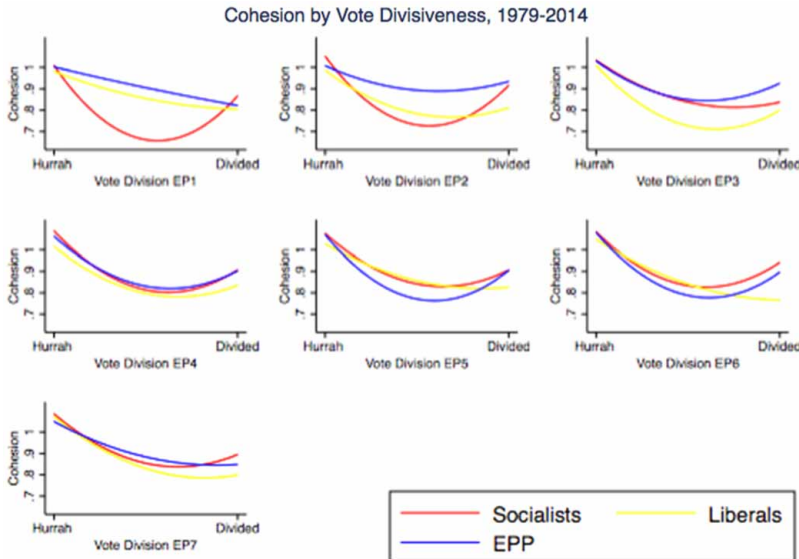 Cohesion by Vote Divisiveness, 1979-2014
Cohesion
.7 .8 .9 1
Hurrah Divided
Vote Division EP1
Cohesion
.7 .8 .9 1
Hurrah Divided
Vote Division EP2
Cohesion
.7 .8 .9 1
Hurrah Divided
Vote Division EP3
Cohesion
.7 .8 .9 1
Hurrah Divided
Vote Division EP4
Cohesion
.7 .8 .9 1
Hurrah Divided
Vote Division EP5
Cohesion
.7 .8 .9 1
Hurrah Divided
Vote Division EP6
Cohesion
.7 .8 .9 1
Hurrah Divided
Vote Division EP7
Socialists Liberals
EPP